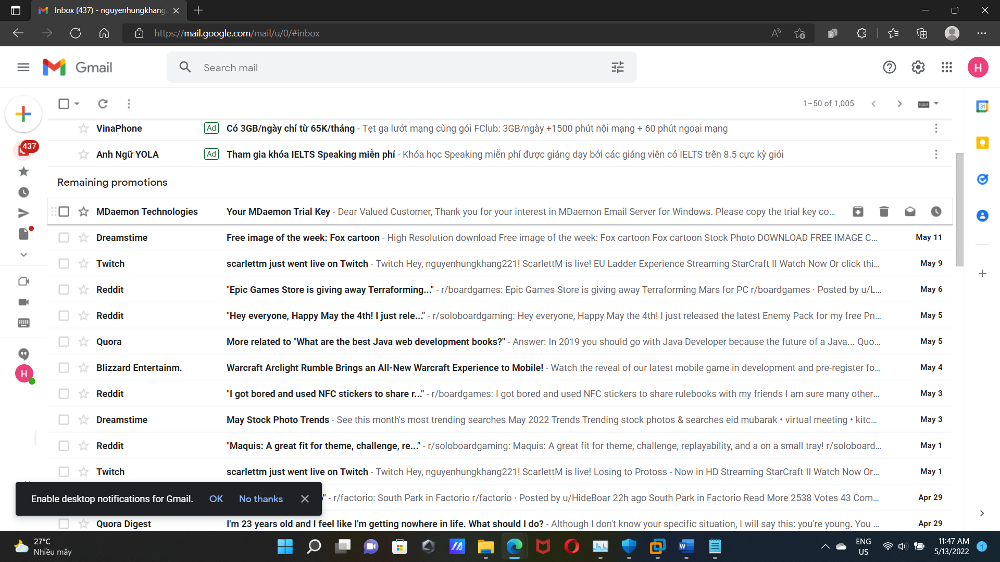 Inbox (437) - nguyenhungkhang2
https://mail.google.com/mail/u/0/#inbox
Gmail
Search mail
H
1–50 of 1,005
31
437
VinaPhone Ad Có 3GB/ngày chỉ từ 65K/tháng - Tẹt ga lướt mạng cùng gói FClub: 3GB/ngày +1500 phút nội mạng + 60 phút ngoại mạng
Anh Ngữ YOLA Ad Tham gia khóa IELTS Speaking miễn phí - Khóa học Speaking miễn phí được giảng dạy bởi các giảng viên có IELTS trên 8.5 cực kỳ giỏi
Remaining promotions
MDaemon Technologies Your MDaemon Trial Key - Dear Valued Customer, Thank you for your interest in MDaemon Email Server for Windows. Please copy the trial key co...
Dreamstime Free image of the week: Fox cartoon - High Resolution download Free image of the week: Fox cartoon Fox cartoon Stock Photo DOWNLOAD FREE IMAGE C... May 11
Twitch scarlettm just went live on Twitch - Twitch Hey, nguyenhungkhang221! ScarlettM is live! EU Ladder Experience Streaming StarCraft II Watch Now Or click thi... May 9
Reddit "Epic Games Store is giving away Terraforming..." - r/boardgames: Epic Games Store is giving away Terraforming Mars for PC r/boardgames · Posted by u/L... May 6
Reddit "Hey everyone, Happy May the 4th! I just rele..." - r/soloboardgaming: Hey everyone, Happy May the 4th! I just released the latest Enemy Pack for my free Pn... May 5
Quora More related to "What are the best Java web development books?" - Answer: In 2019 you should go with Java Developer because the future of a Java... Quo... May 5
Blizzard Entertainm. Warcraft Arclight Rumble Brings an All-New Warcraft Experience to Mobile! - Watch the reveal of our latest mobile game in development and pre-register fo... May 4
H
Reddit "I got bored and used NFC stickers to share r..." - r/boardgames: I got bored and used NFC stickers to share rulebooks with my friends I am sure many other... May 3
Dreamstime May Stock Photo Trends - See this month's most trending searches May 2022 Trends Trending stock photos & searches eid mubarak • virtual meeting • kitc... May 3
Reddit "Maquis: A great fit for theme, challenge, re..." - r/soloboardgaming: Maquis: A great fit for theme, challenge, replayability, and a on a small tray! r/soloboard... May 1
Twitch scarlettm just went live on Twitch - Twitch Hey, nguyenhungkhang221! ScarlettM is live! Losing to Protoss - Now in HD Streaming StarCraft II Watch Now Or... May 1
Enable desktop notifications for Gmail. OK No thanks
" - r/factorio: South Park in Factorio r/factorio · Posted by u/HideBoar 22h ago South Park in Factorio Read More 2538 Votes 43 Com... Apr 29
Quora Digest I'm 23 years old and I feel like I'm getting nowhere in life. What should I do? - Although I don't know your specific situation, I will say this: you're young. You ... Apr 29
27°C
Nhiều mây
W
ENG
US
11:47 AM
5/13/2022
1